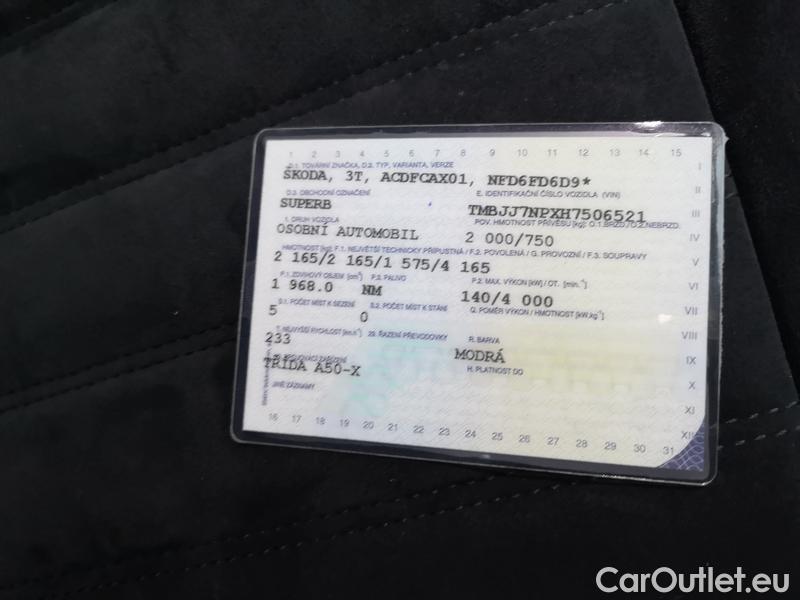 1 2 3 4 5 6 7 8 9 10 11 12 13 14 15
D.1. TOVÁRNÍ ZNAČKA, D.2. TYP, VARIANTA, VERZE I
ŠKODA, 3T, ACDFCAX01, NFD6FD6D9*
D.3. OBCHODNÍ OZNAČENÍ E. IDENTIFIKAČNÍ ČÍSLO VOZIDLA (VIN) II
SUPERB TMBJJ7NPXH7506521 III
1. DRUH VOZIDLA POV. HMOTNOST PŘÍVĚSU [kg]: O.1.BRZD./O.2.NEBRZD.
OSOBNÍ AUTOMOBIL 2 000/750 IV
HMOTNOST [kg]: F.1. NEJVĚTŠÍ TECHNICKY PŘÍPUSTNÁ / F.2. POVOLENÁ / G. PROVOZNÍ / F.3. SOUPRAVY
2 165/2 165/1 575/4 165 V
P.1. ZDVIHOVÝ OBJEM [cm³] P.3. PALIVO P.2. MAX. VÝKON [kW] / OT. [min.⁻¹] VI
1 968.0 NM 140/4 000
S.1. POČET MÍST K SEZENÍ S.2. POČET MÍST K STÁNÍ Q. POMĚR VÝKON / HMOTNOST [kW.kg⁻¹] VII
5 0
T. NEJVYŠŠÍ RYCHLOST [km.h⁻¹] 29. ŘAZENÍ PŘEVODOVKY R. BARVA VIII
233 MODRÁ IX
SPOJOVACÍ ZAŘÍZENÍ H. PLATNOST DO
TŘÍDA A50-X X
JINÉ ZÁZNAMY XI
XII
16 17 18 19 20 21 22 23 24 25 26 27 28 29 30 31
CarOutlet.eu